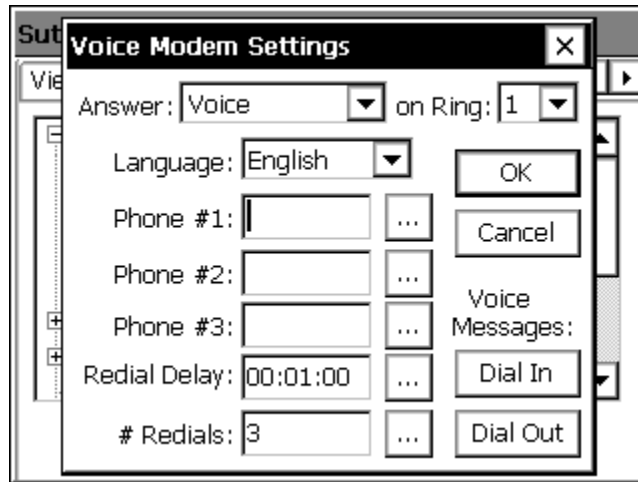 Sut
Voice Modem Settings
Vie
Answer: Voice on Ring: 1
Language: English
OK
Phone #1:
...
Cancel
Phone #2:
...
Voice
Messages:
Phone #3:
...
Redial Delay: 00:01:00 ...
Dial In
# Redials: 3 ...
Dial Out